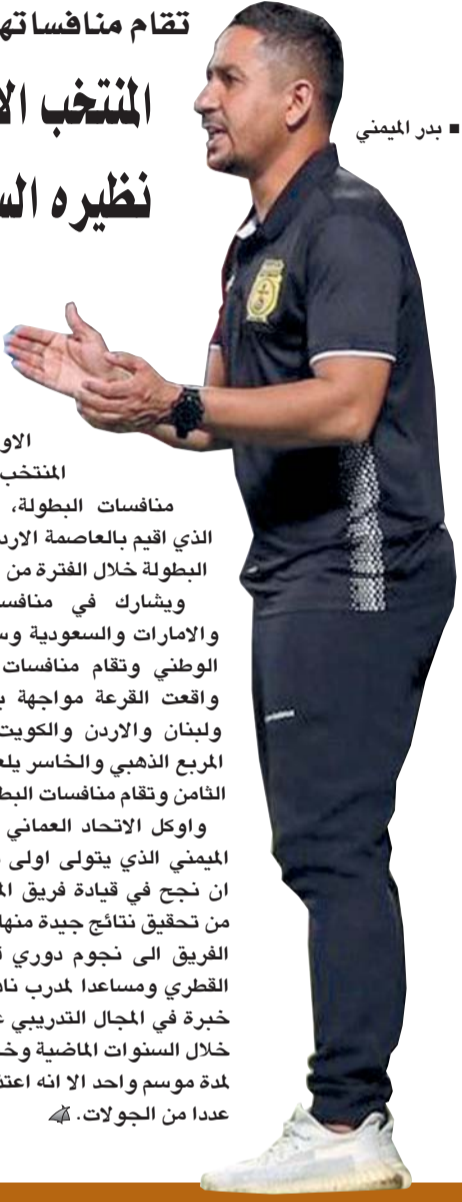 تقام منافساتها
المنتخب الا
نظيره الس
■ بدر الميمني
الاو
المنتخب
منافسات البطولة،
الذي اقيم بالعاصمة الارد
البطولة خلال الفترة من
ويشارك في منافس
والامارات والسعودية وس
الوطني وتقام منافسات
واقعت القرعة مواجهة ب
ولبنان والاردن والكويت
المربع الذهبي والخاسر يلع
الثامن وتقام منافسات البط
واوكل الاتحاد العماني
الميمني الذي يتولى اولى
ان نجح في قيادة فريق الم
من تحقيق نتائج جيدة منها
الفريق الى نجوم دوري
القطري ومساعدا لمدرب ناد
خبرة في المجال التدريبي
خلال السنوات الماضية وخ
لمدة موسم واحد الا انه اعتذ
عددا من الجولات.